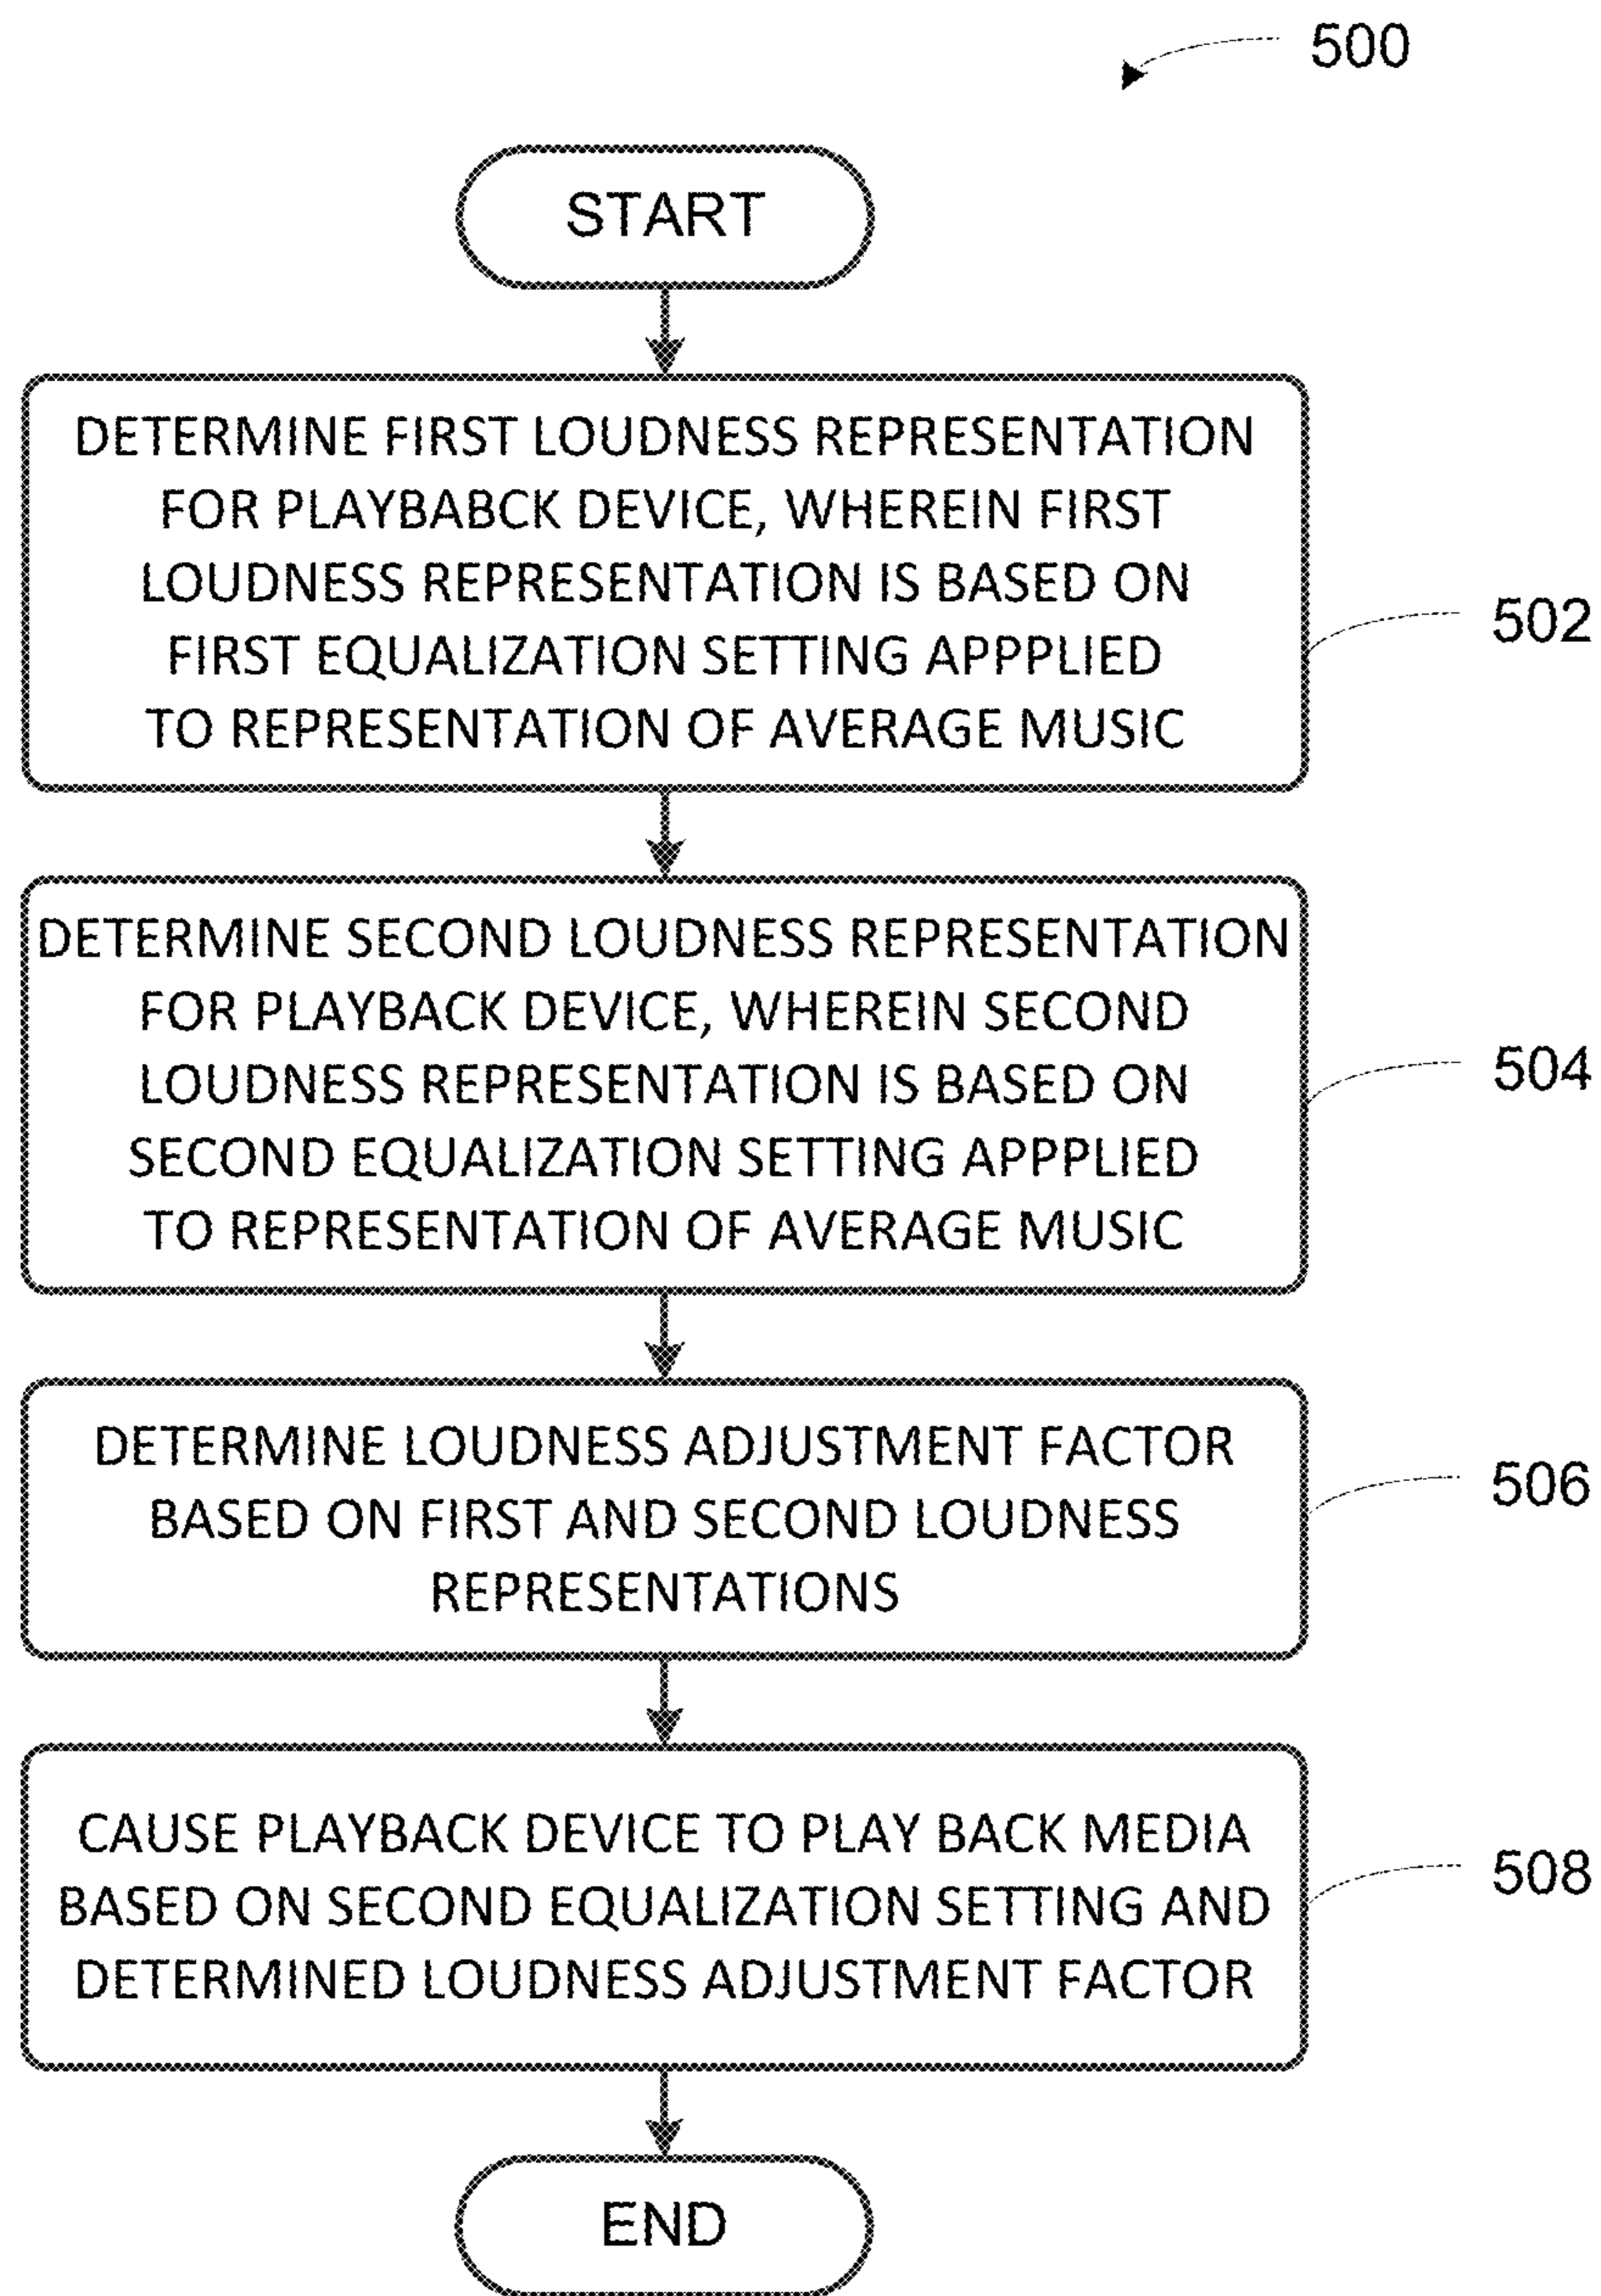 500
START
DETERMINE FIRST LOUDNESS REPRESENTATION
FOR PLAYBABCK DEVICE, WHEREIN FIRST
LOUDNESS REPRESENTATION IS BASED ON
FIRST EQUALIZATION SETTING APPPLIED
TO REPRESENTATION OF AVERAGE MUSIC
502
DETERMINE SECOND LOUDNESS REPRESENTATION
FOR PLAYBACK DEVICE, WHEREIN SECOND
LOUDNESS REPRESENTATION IS BASED ON
SECOND EQUALIZATION SETTING APPPLIED
TO REPRESENTATION OF AVERAGE MUSIC
504
DETERMINE LOUDNESS ADJUSTMENT FACTOR
BASED ON FIRST AND SECOND LOUDNESS
REPRESENTATIONS
506
CAUSE PLAYBACK DEVICE TO PLAY BACK MEDIA
BASED ON SECOND EQUALIZATION SETTING AND
DETERMINED LOUDNESS ADJUSTMENT FACTOR
508
END